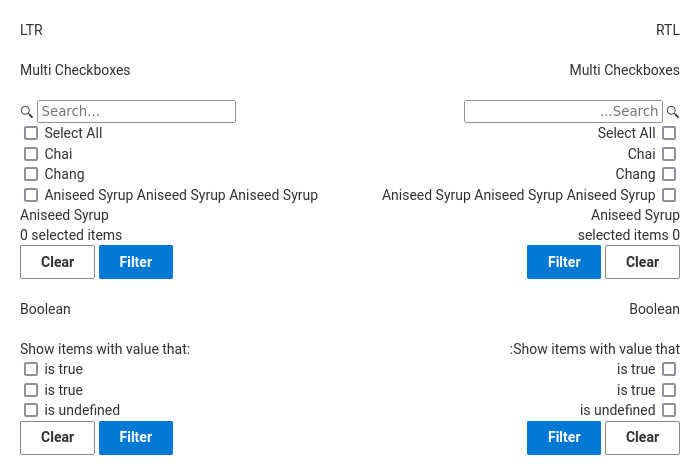 LTR
Multi Checkboxes
Search...
Select All
Chai
Chang
Aniseed Syrup Aniseed Syrup Aniseed Syrup
Aniseed Syrup
0 selected items
Clear Filter
Boolean
Show items with value that:
is true
is true
is undefined
Clear Filter
RTL
Multi Checkboxes
...Search
Select All
Chai
Chang
Aniseed Syrup Aniseed Syrup Aniseed Syrup
Aniseed Syrup
selected items 0
Filter Clear
Boolean
:Show items with value that
is true
is true
is undefined
Filter Clear